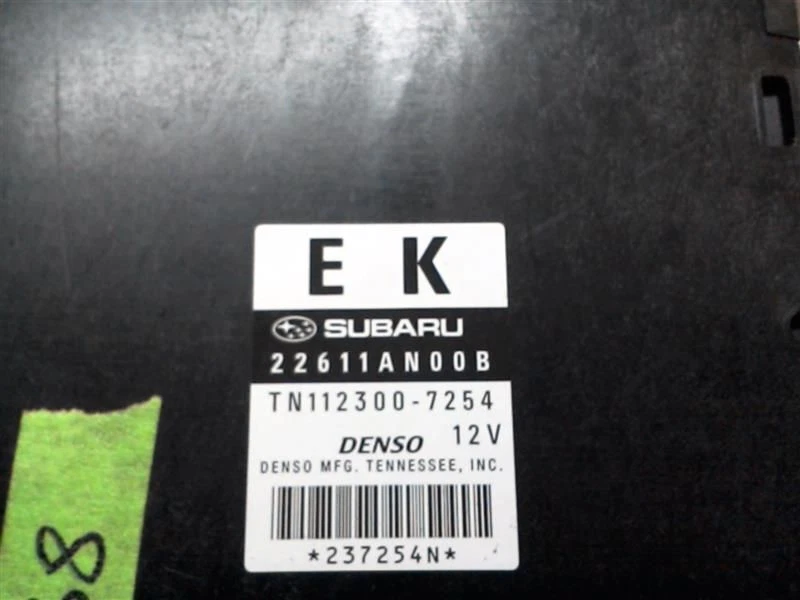 E K
SUBARU
22611AN00B
TN112300-7254
DENSO 12V
DENSO MFG. TENNESSEE, INC.
*237254N*